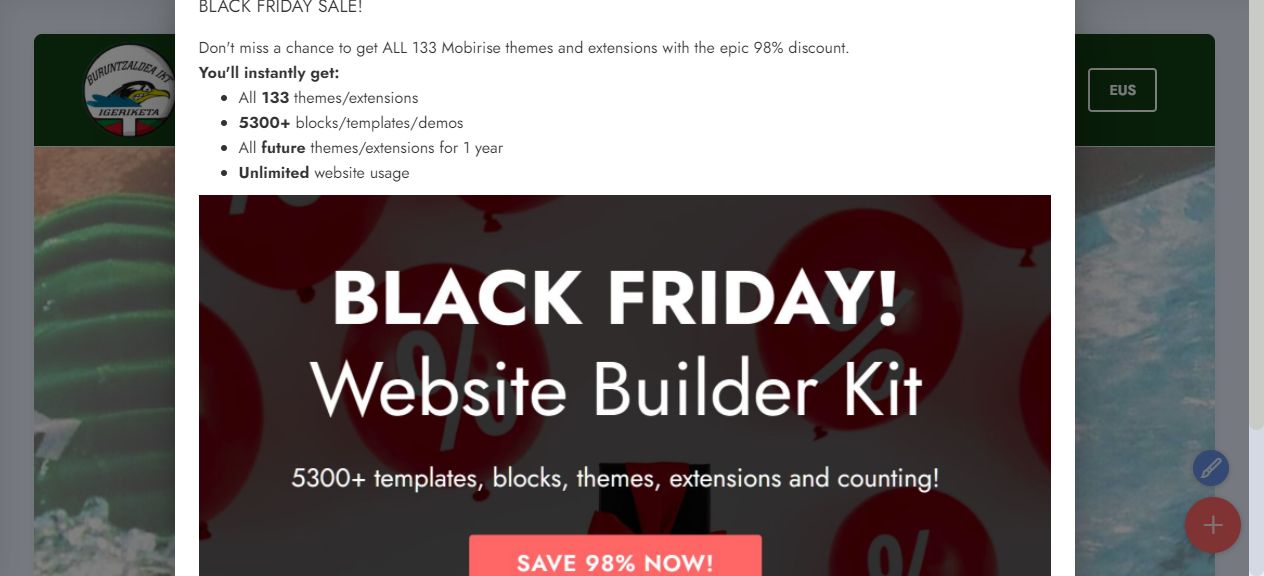 BLACK FRIDAY SALE!
Don't miss a chance to get ALL 133 Mobirise themes and extensions with the epic 98% discount.
You'll instantly get:
All 133 themes/extensions
5300+ blocks/templates/demos
All future themes/extensions for 1 year
Unlimited website usage
BURUNTZALDEA IKT
IGERIKETA
EUS
BLACK FRIDAY!
Website Builder Kit
5300+ templates, blocks, themes, extensions and counting!
SAVE 98% NOW!